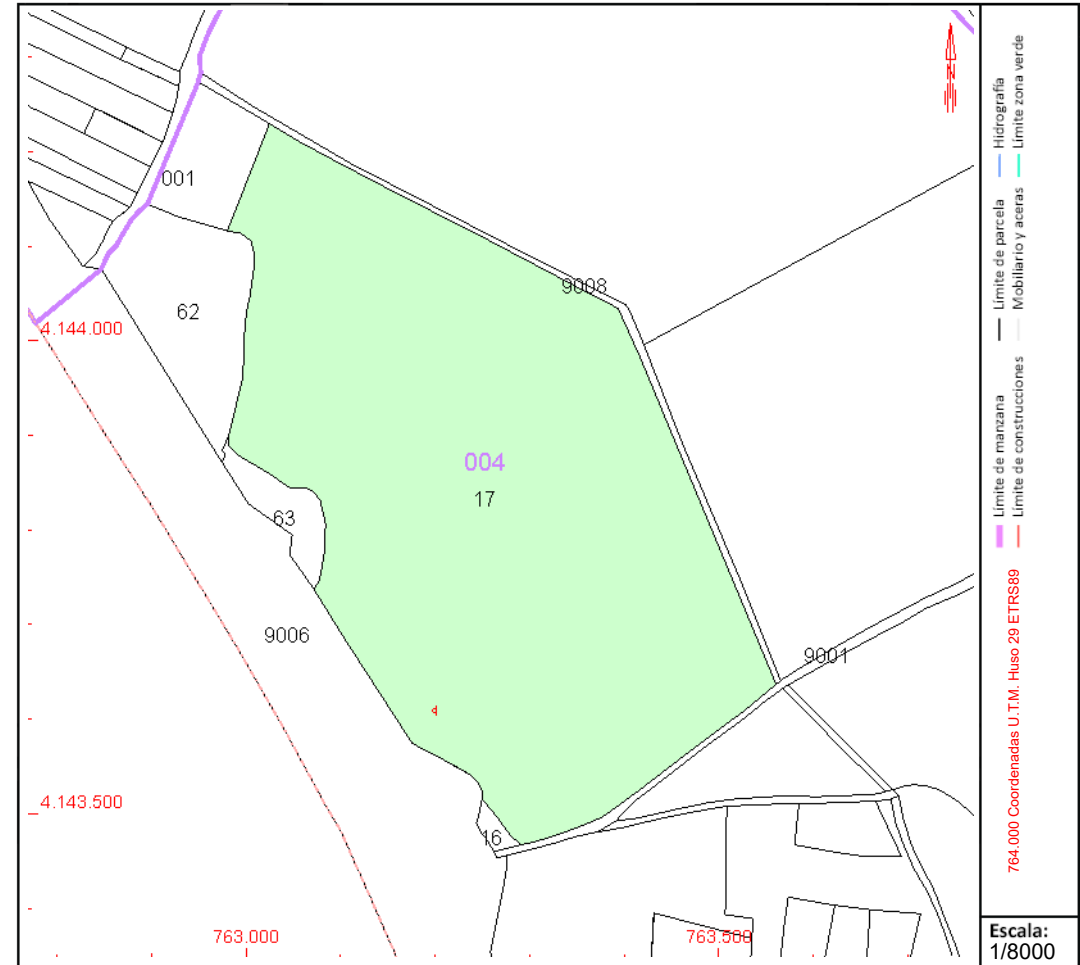 N
001
62
9008
4.144.000
004
17
63
9006
9001
4.143.500
16
763.000
763.500
Límite de manzana
Límite de construcciones
Límite de parcela
Mobiliario y aceras
Hidrografía
Límite zona verde
764.000 Coordenadas U.T.M. Huso 29 ETRS89
Escala:
1/8000